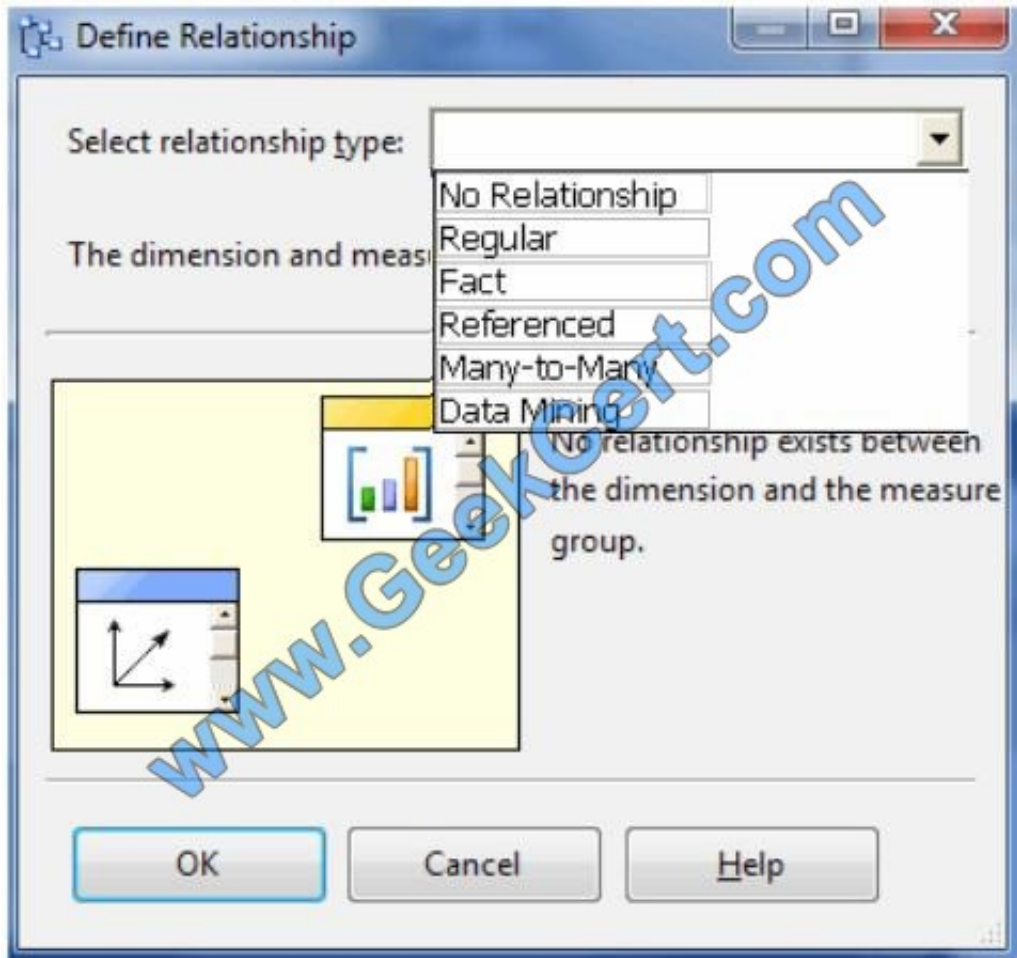 Define Relationship
Select relationship type:
No Relationship
Regular
The dimension and meas
Fact
Referenced
Many-to-Many
Data Mining
No relationship exists between
the dimension and the measure
group.
www.GeekCert.com
OK
Cancel
Help